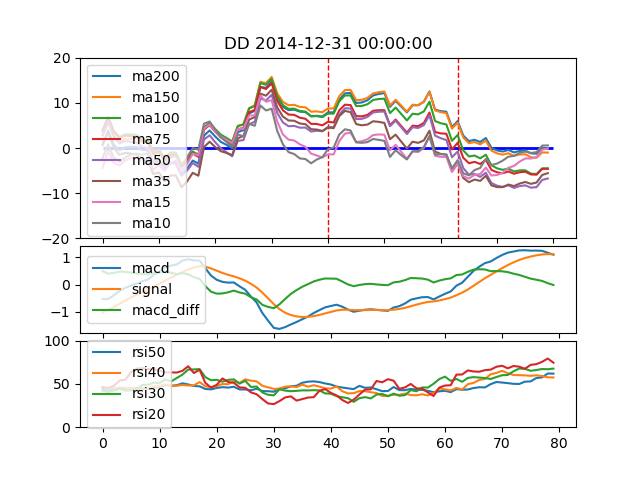 DD 2014-12-31 00:00:00
20
10
0
−10
−20
ma200
ma150
ma100
ma75
ma50
ma35
ma15
ma10
1
0
−1
macd
signal
macd_diff
100
50
0
rsi50
rsi40
rsi30
rsi20
0 10 20 30 40 50 60 70 80